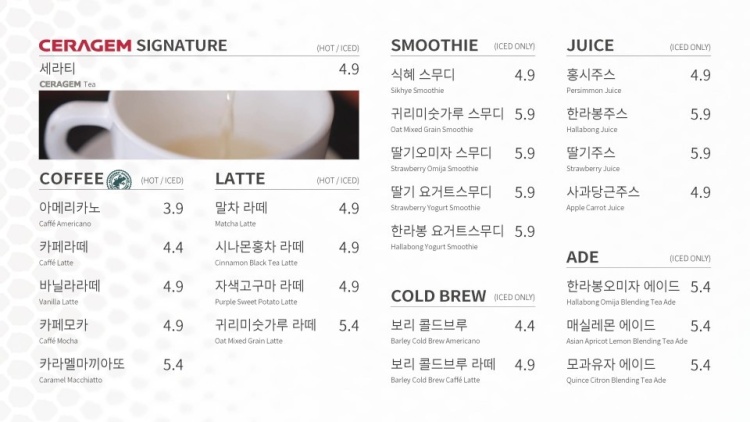 CERAGEM SIGNATURE (HOT / ICED)
세라티 4.9
CERAGEM Tea
COFFEE (HOT / ICED)
아메리카노 3.9
Caffé Americano
카페라떼 4.4
Caffé Latte
바닐라라떼 4.9
Vanilla Latte
카페모카 4.9
Caffé Mocha
카라멜마끼아또 5.4
Caramel Macchiatto
LATTE (HOT / ICED)
말차 라떼 4.9
Matcha Latte
시나몬홍차 라떼 4.9
Cinnamon Black Tea Latte
자색고구마 라떼 4.9
Purple Sweet Potato Latte
귀리미숫가루 라떼 5.4
Oat Mixed Grain Latte
SMOOTHIE (ICED ONLY)
식혜 스무디 4.9
Sikhye Smoothie
귀리미숫가루 스무디 5.9
Oat Mixed Grain Smoothie
딸기오미자 스무디 5.9
Strawberry Omija Smoothie
딸기 요거트스무디 5.9
Strawberry Yogurt Smoothie
한라봉 요거트스무디 5.9
Hallabong Yogurt Smoothie
COLD BREW (ICED ONLY)
보리 콜드브루 4.4
Barley Cold Brew Americano
보리 콜드브루 라떼 4.9
Barley Cold Brew Caffé Latte
JUICE (ICED ONLY)
홍시주스 4.9
Persimmon Juice
한라봉주스 5.9
Hallabong Juice
딸기주스 5.9
Strawberry Juice
사과당근주스 4.9
Apple Carrot Juice
ADE (ICED ONLY)
한라봉오미자 에이드 5.4
Hallabong Omija Blending Tea Ade
매실레몬 에이드 5.4
Asian Apricot Lemon Blending Tea Ade
모과유자 에이드 5.4
Quince Citron Blending Tea Ade